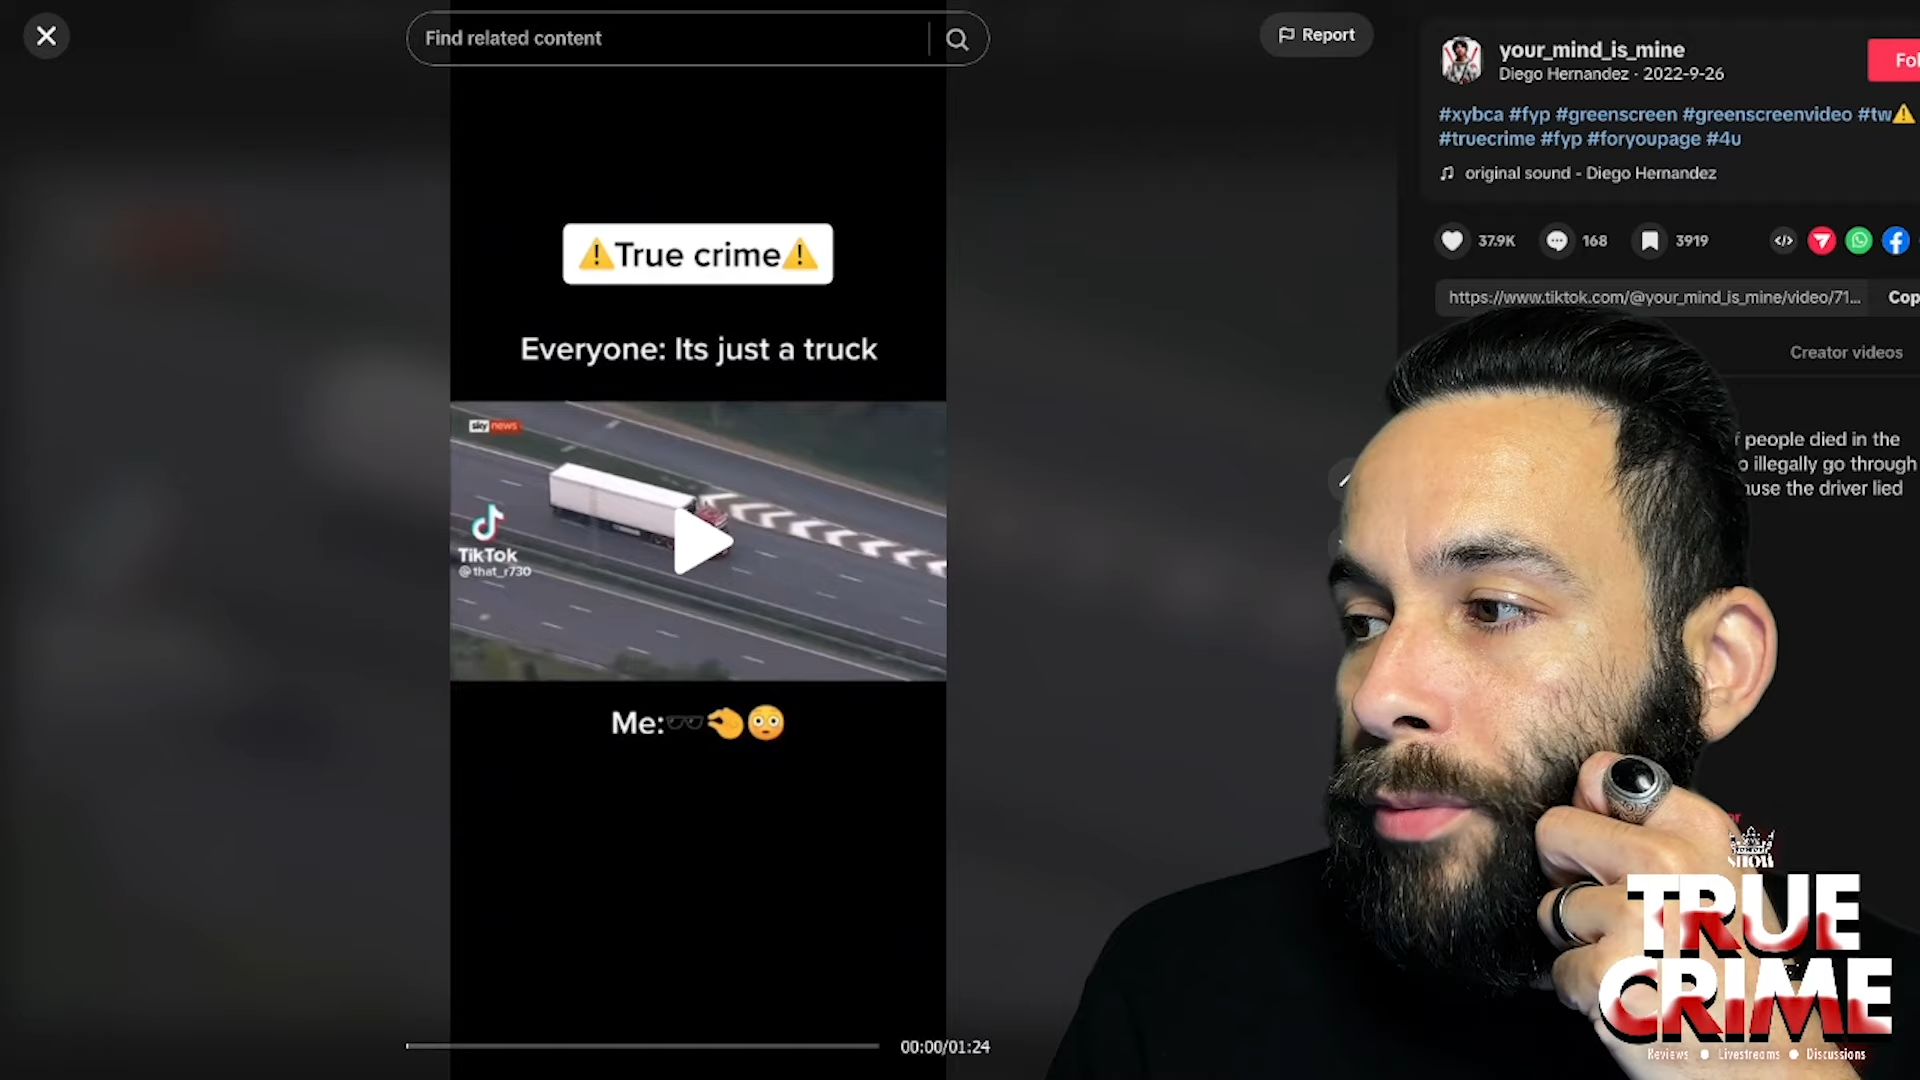 Find related content
Report
your_mind_is_mine
Diego Hernandez · 2022-9-26
#xybca #fyp #greenscreen #greenscreenvideo #tw⚠️
#truecrime #fyp #foryoupage #4u
original sound - Diego Hernandez
37.9K
168
3919
https://www.tiktok.com/@your_mind_is_mine/video/71...
Creator videos
people died in the
illegally go through
the driver lied
⚠️True crime⚠️
Everyone: Its just a truck
sky news
TikTok
@that_r730
Me:🕶️🤏😳
00:00/01:24
SHOW
TRUE
CRIME
Reviews ● Livestreams ● Discussions